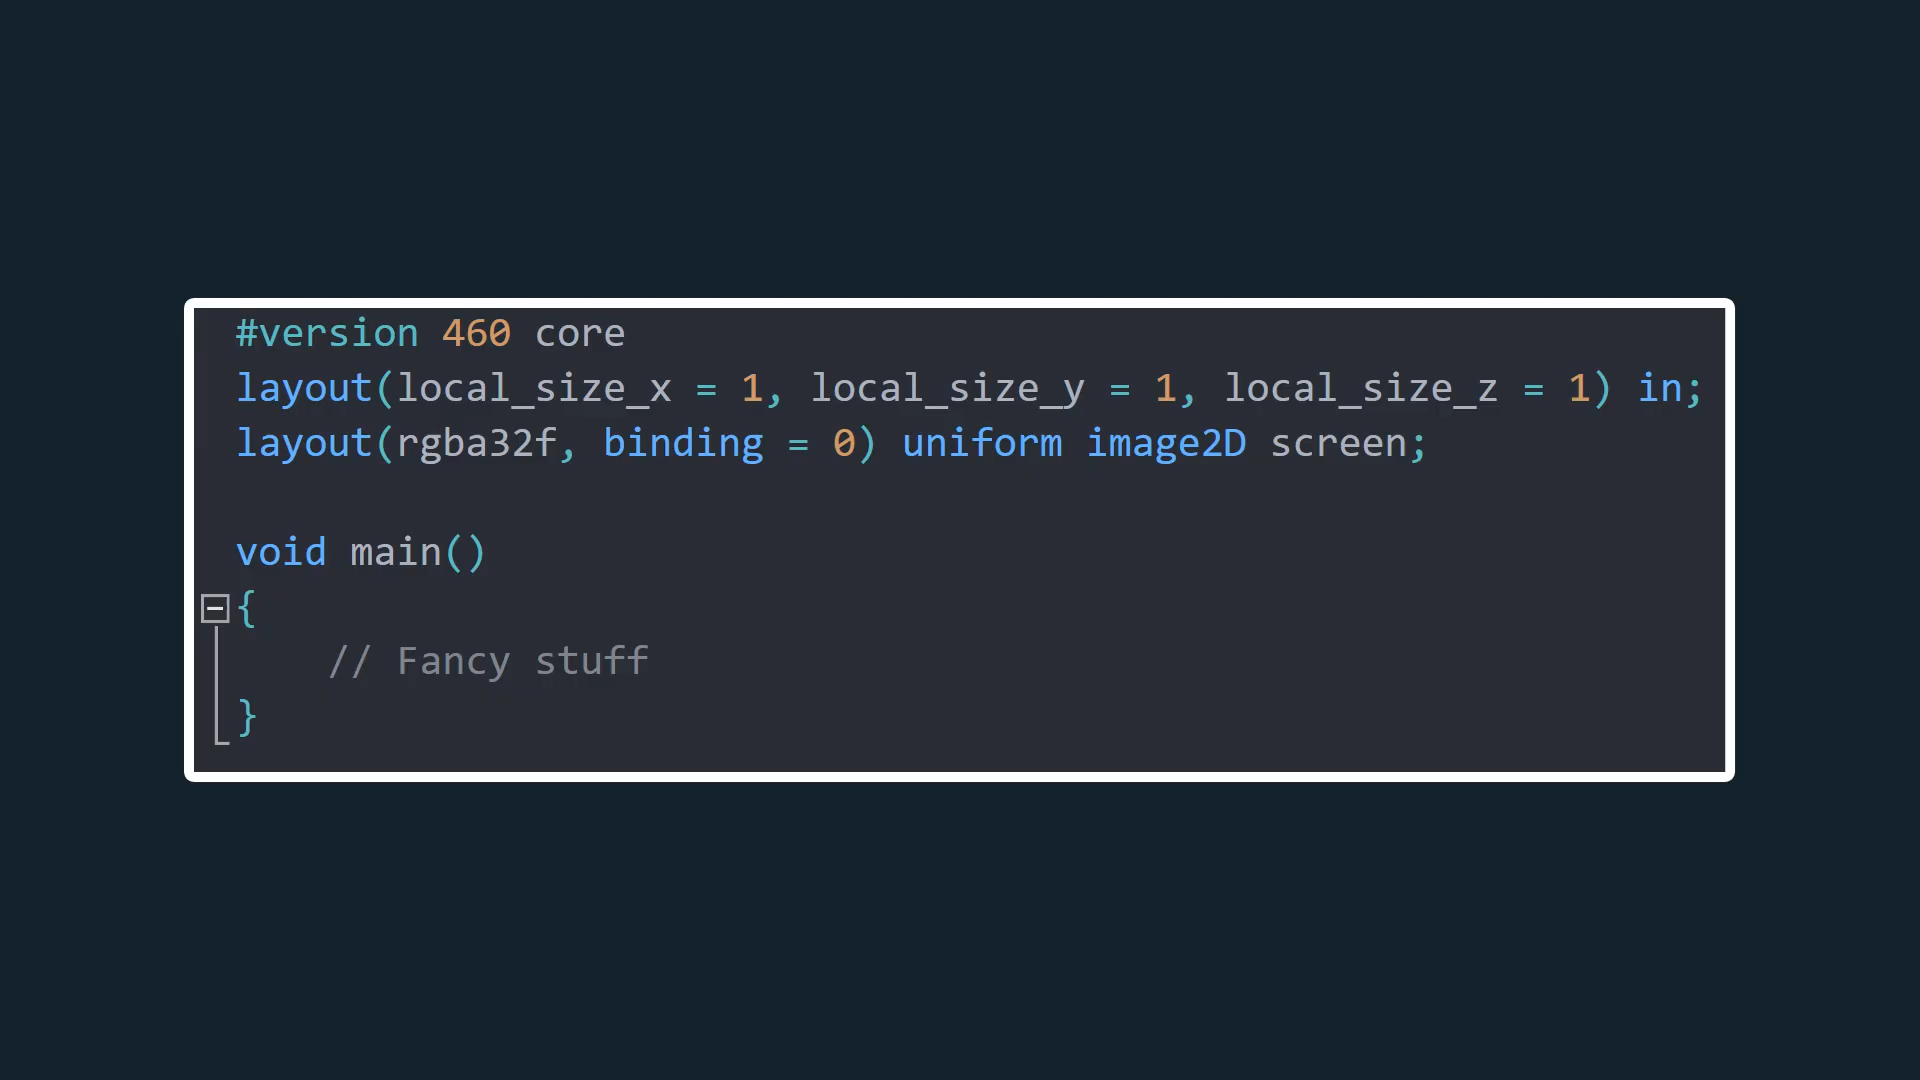 #version 460 core
layout(local_size_x = 1, local_size_y = 1, local_size_z = 1) in;
layout(rgba32f, binding = 0) uniform image2D screen;
void main()
{
// Fancy stuff
}